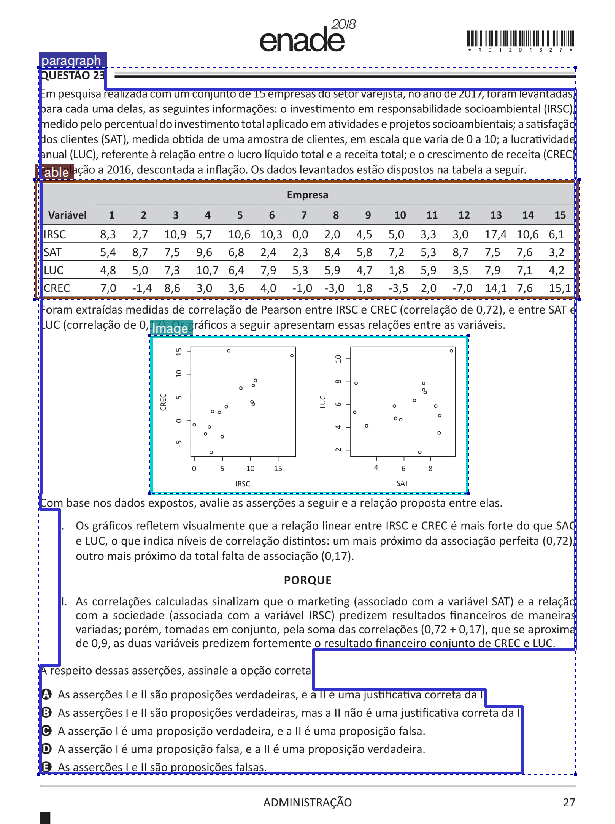 enade 2018
*R2720182327*
paragraph
QUESTÃO 23
Em pesquisa realizada com um conjunto de 15 empresas do setor varejista, no ano de 2017, foram levantadas,
para cada uma delas, as seguintes informações: o investimento em responsabilidade socioambiental (IRSC),
medido pelo percentual do investimento total aplicado em atividades e projetos socioambientais; a satisfação
dos clientes (SAT), medida obtida de uma amostra de clientes, em escala que varia de 0 a 10; a lucratividade
anual (LUC), referente à relação entre o lucro líquido total e a receita total; e o crescimento de receita (CREC)
able
ação a 2016, descontada a inflação. Os dados levantados estão dispostos na tabela a seguir.
Empresa
Variável 1 2 3 4 5 6 7 8 9 10 11 12 13 14 15
IRSC 8,3 2,7 10,9 5,7 10,6 10,3 0,0 2,0 4,5 5,0 3,3 3,0 17,4 10,6 6,1
SAT 5,4 8,7 7,5 9,6 6,8 2,4 2,3 8,4 5,8 7,2 5,3 8,7 7,5 7,6 3,2
LUC 4,8 5,0 7,3 10,7 6,4 7,9 5,3 5,9 4,7 1,8 5,9 3,5 7,9 7,1 4,2
CREC 7,0 -1,4 8,6 3,0 3,6 4,0 -1,0 -3,0 1,8 -3,5 2,0 -7,0 14,1 7,6 15,1
Foram extraídas medidas de correlação de Pearson entre IRSC e CREC (correlação de 0,72), e entre SAT e
LUC (correlação de 0, Image ráficos a seguir apresentam essas relações entre as variáveis.
CREC
-5 0 5 10 15
0 5 10 15
IRSC
LUC
2 4 6 8 10
4 6 8
SAT
Com base nos dados expostos, avalie as asserções a seguir e a relação proposta entre elas.
I. Os gráficos refletem visualmente que a relação linear entre IRSC e CREC é mais forte do que SAC
e LUC, o que indica níveis de correlação distintos: um mais próximo da associação perfeita (0,72),
outro mais próximo da total falta de associação (0,17).
PORQUE
II. As correlações calculadas sinalizam que o marketing (associado com a variável SAT) e a relação
com a sociedade (associada com a variável IRSC) predizem resultados financeiros de maneiras
variadas; porém, tomadas em conjunto, pela soma das correlações (0,72 + 0,17), que se aproxima
de 0,9, as duas variáveis predizem fortemente o resultado financeiro conjunto de CREC e LUC.
A respeito dessas asserções, assinale a opção correta.
A As asserções I e II são proposições verdadeiras, e a II é uma justificativa correta da I.
B As asserções I e II são proposições verdadeiras, mas a II não é uma justificativa correta da I.
C A asserção I é uma proposição verdadeira, e a II é uma proposição falsa.
D A asserção I é uma proposição falsa, e a II é uma proposição verdadeira.
E As asserções I e II são proposições falsas.
ADMINISTRAÇÃO 27